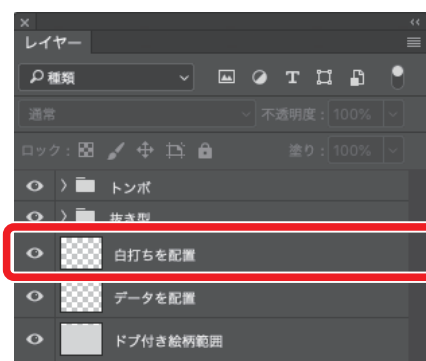 レイヤー
種類
通常 不透明度：100%
ロック： 塗り：100%
トンボ
抜き型
白打ちを配置
データを配置
ドブ付き絵柄範囲